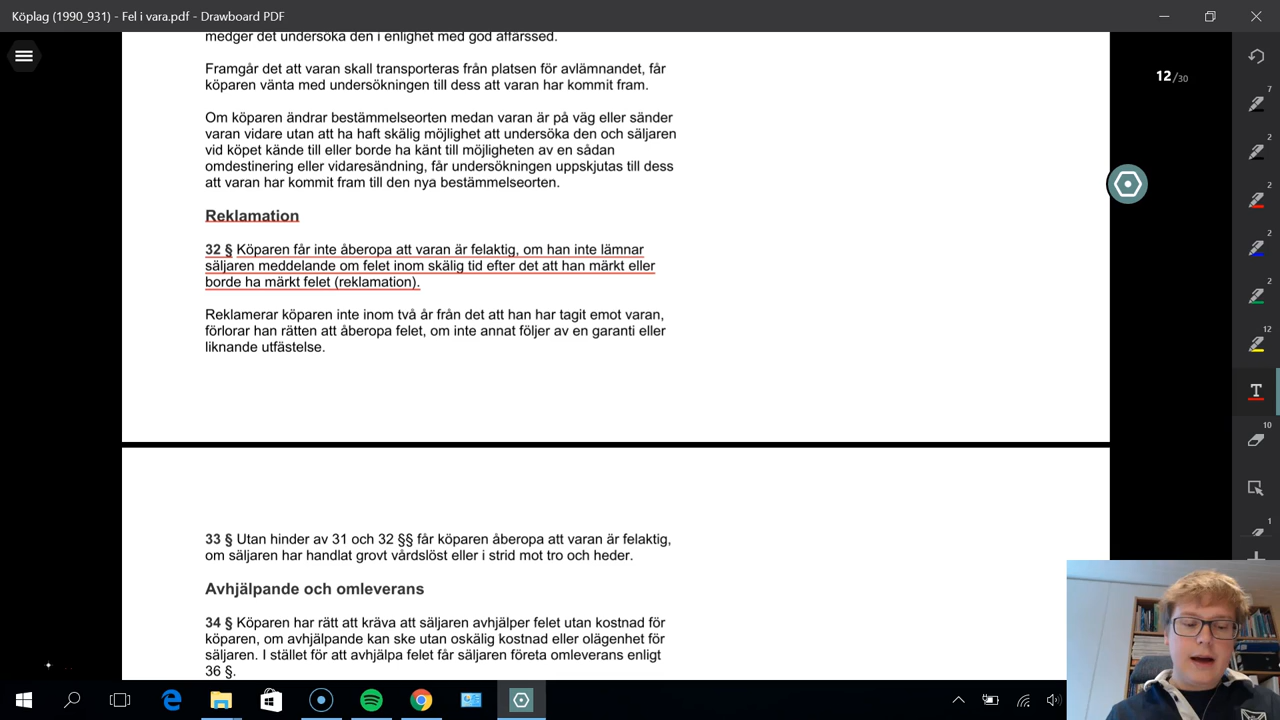 Köplag (1990_931) - Fel i vara.pdf - Drawboard PDF
medger det undersöka den i enlighet med god affärssed.
Framgår det att varan skall transporteras från platsen för avlämnandet, får
köparen vänta med undersökningen till dess att varan har kommit fram.
Om köparen ändrar bestämmelseorten medan varan är på väg eller sänder
varan vidare utan att ha haft skälig möjlighet att undersöka den och säljaren
vid köpet kände till eller borde ha känt till möjligheten av en sådan
omdestinering eller vidaresändning, får undersökningen uppskjutas till dess
att varan har kommit fram till den nya bestämmelseorten.
Reklamation
32 § Köparen får inte åberopa att varan är felaktig, om han inte lämnar
säljaren meddelande om felet inom skälig tid efter det att han märkt eller
borde ha märkt felet (reklamation).
Reklamerar köparen inte inom två år från det att han har tagit emot varan,
förlorar han rätten att åberopa felet, om inte annat följer av en garanti eller
liknande utfästelse.
33 § Utan hinder av 31 och 32 §§ får köparen åberopa att varan är felaktig,
om säljaren har handlat grovt vårdslöst eller i strid mot tro och heder.
Avhjälpande och omleverans
34 § Köparen har rätt att kräva att säljaren avhjälper felet utan kostnad för
köparen, om avhjälpande kan ske utan oskälig kostnad eller olägenhet för
säljaren. I stället för att avhjälpa felet får säljaren företa omleverans enligt
36 §.
12/30
7
2
2
2
2
12
T
10
1